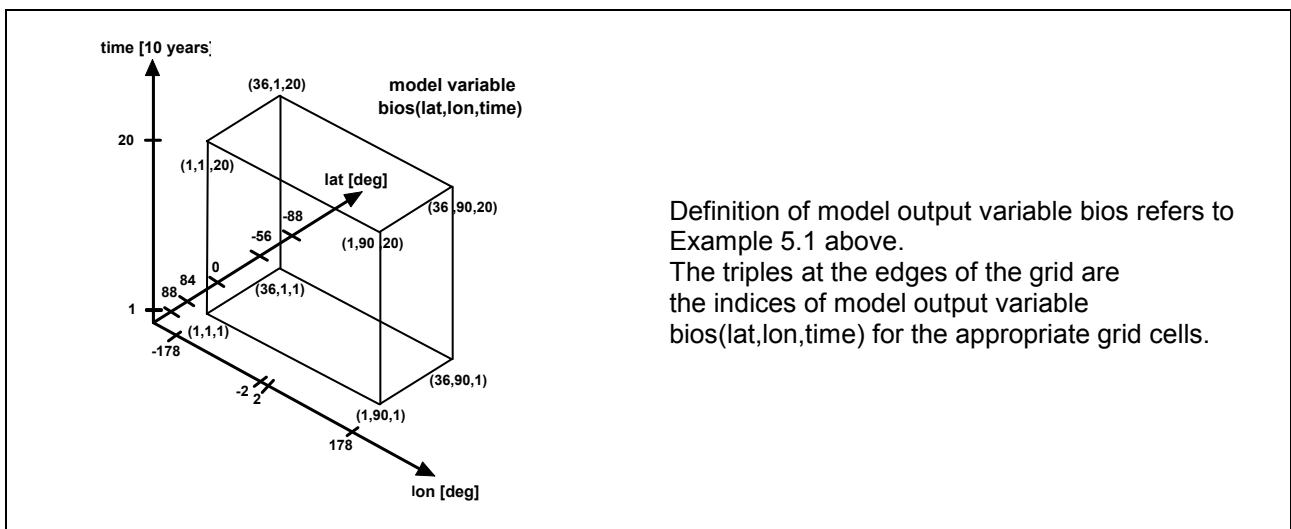 time [10 years]
(36,1,20)
model variable
bios(lat,lon,time)
20
(1,1,20)
lat [deg]
-88
(36,90,20)
-56
(1,90,20)
0
84
88
(36,1,1)
1
(1,1,1)
-178
(36,90,1)
-2
2
(1,90,1)
178
lon [deg]
Definition of model output variable bios refers to
Example 5.1 above.
The triples at the edges of the grid are
the indices of model output variable
bios(lat,lon,time) for the appropriate grid cells.